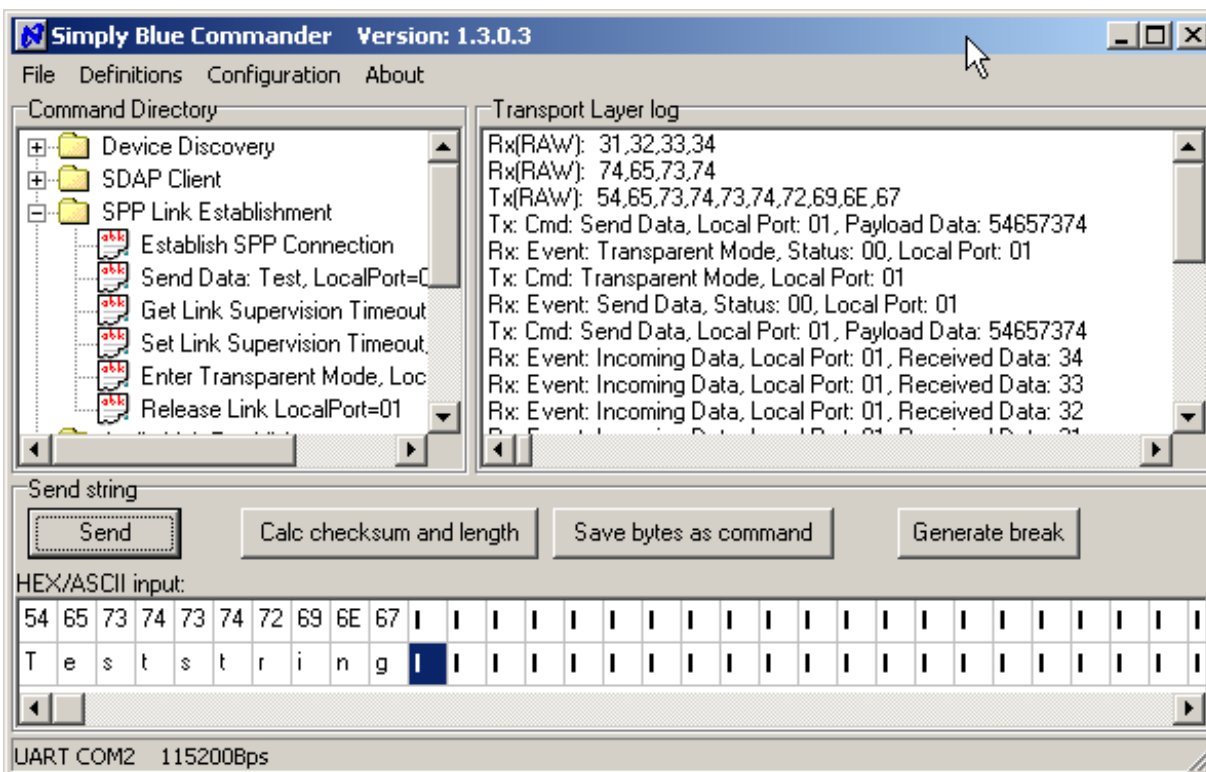 Simply Blue Commander Version: 1.3.0.3
File Definitions Configuration About
Command Directory
Device Discovery
SDAP Client
SPP Link Establishment
Establish SPP Connection
Send Data: Test, LocalPort=0
Get Link Supervision Timeout
Set Link Supervision Timeout,
Enter Transparent Mode, Loc
Release Link LocalPort=01
Transport Layer log
Rx(RAW): 31,32,33,34
Rx(RAW): 74,65,73,74
Tx(RAW): 54,65,73,74,73,74,72,69,6E,67
Tx: Cmd: Send Data, Local Port: 01, Payload Data: 54657374
Rx: Event: Transparent Mode, Status: 00, Local Port: 01
Tx: Cmd: Transparent Mode, Local Port: 01
Rx: Event: Send Data, Status: 00, Local Port: 01
Tx: Cmd: Send Data, Local Port: 01, Payload Data: 54657374
Rx: Event: Incoming Data, Local Port: 01, Received Data: 34
Rx: Event: Incoming Data, Local Port: 01, Received Data: 33
Rx: Event: Incoming Data, Local Port: 01, Received Data: 32
Send string
Send Calc checksum and length Save bytes as command Generate break
HEX/ASCII input:
54 65 73 74 73 74 72 69 6E 67
T e s t s t r i n g
UART COM2 115200Bps